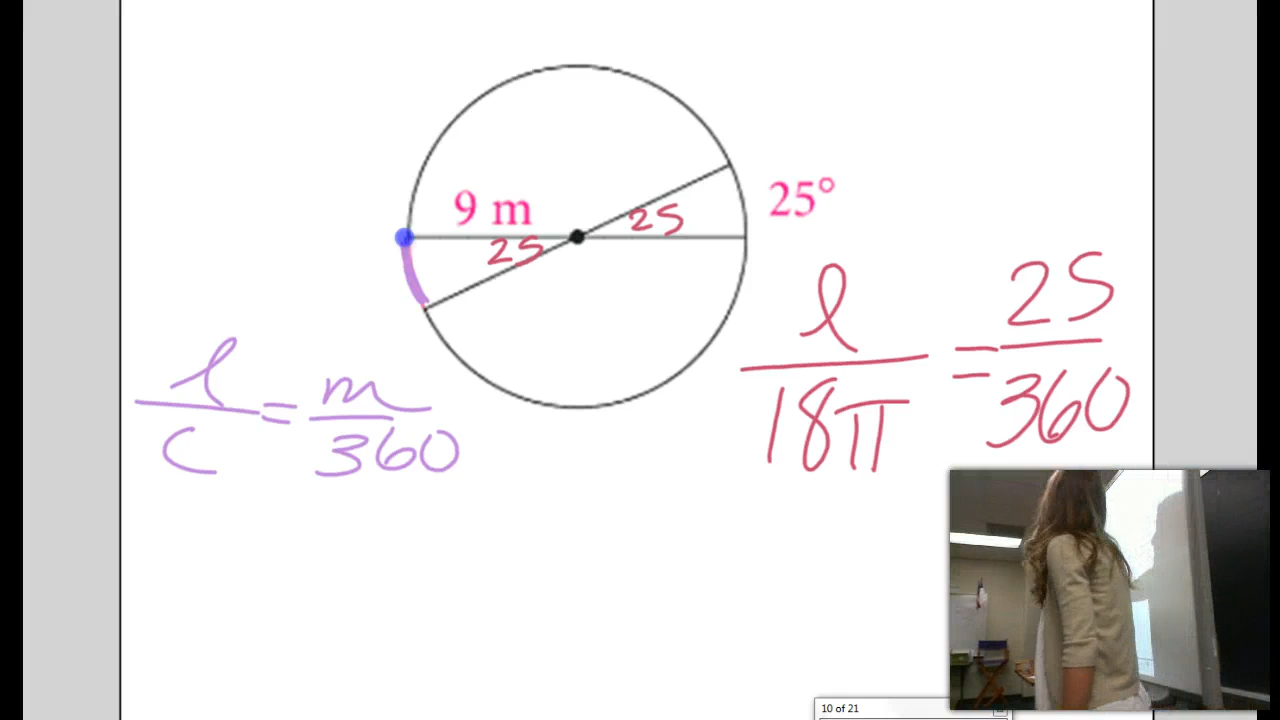 9 m
25°
25
25
l/C = m/360
l/18π = 25/360
10 of 21